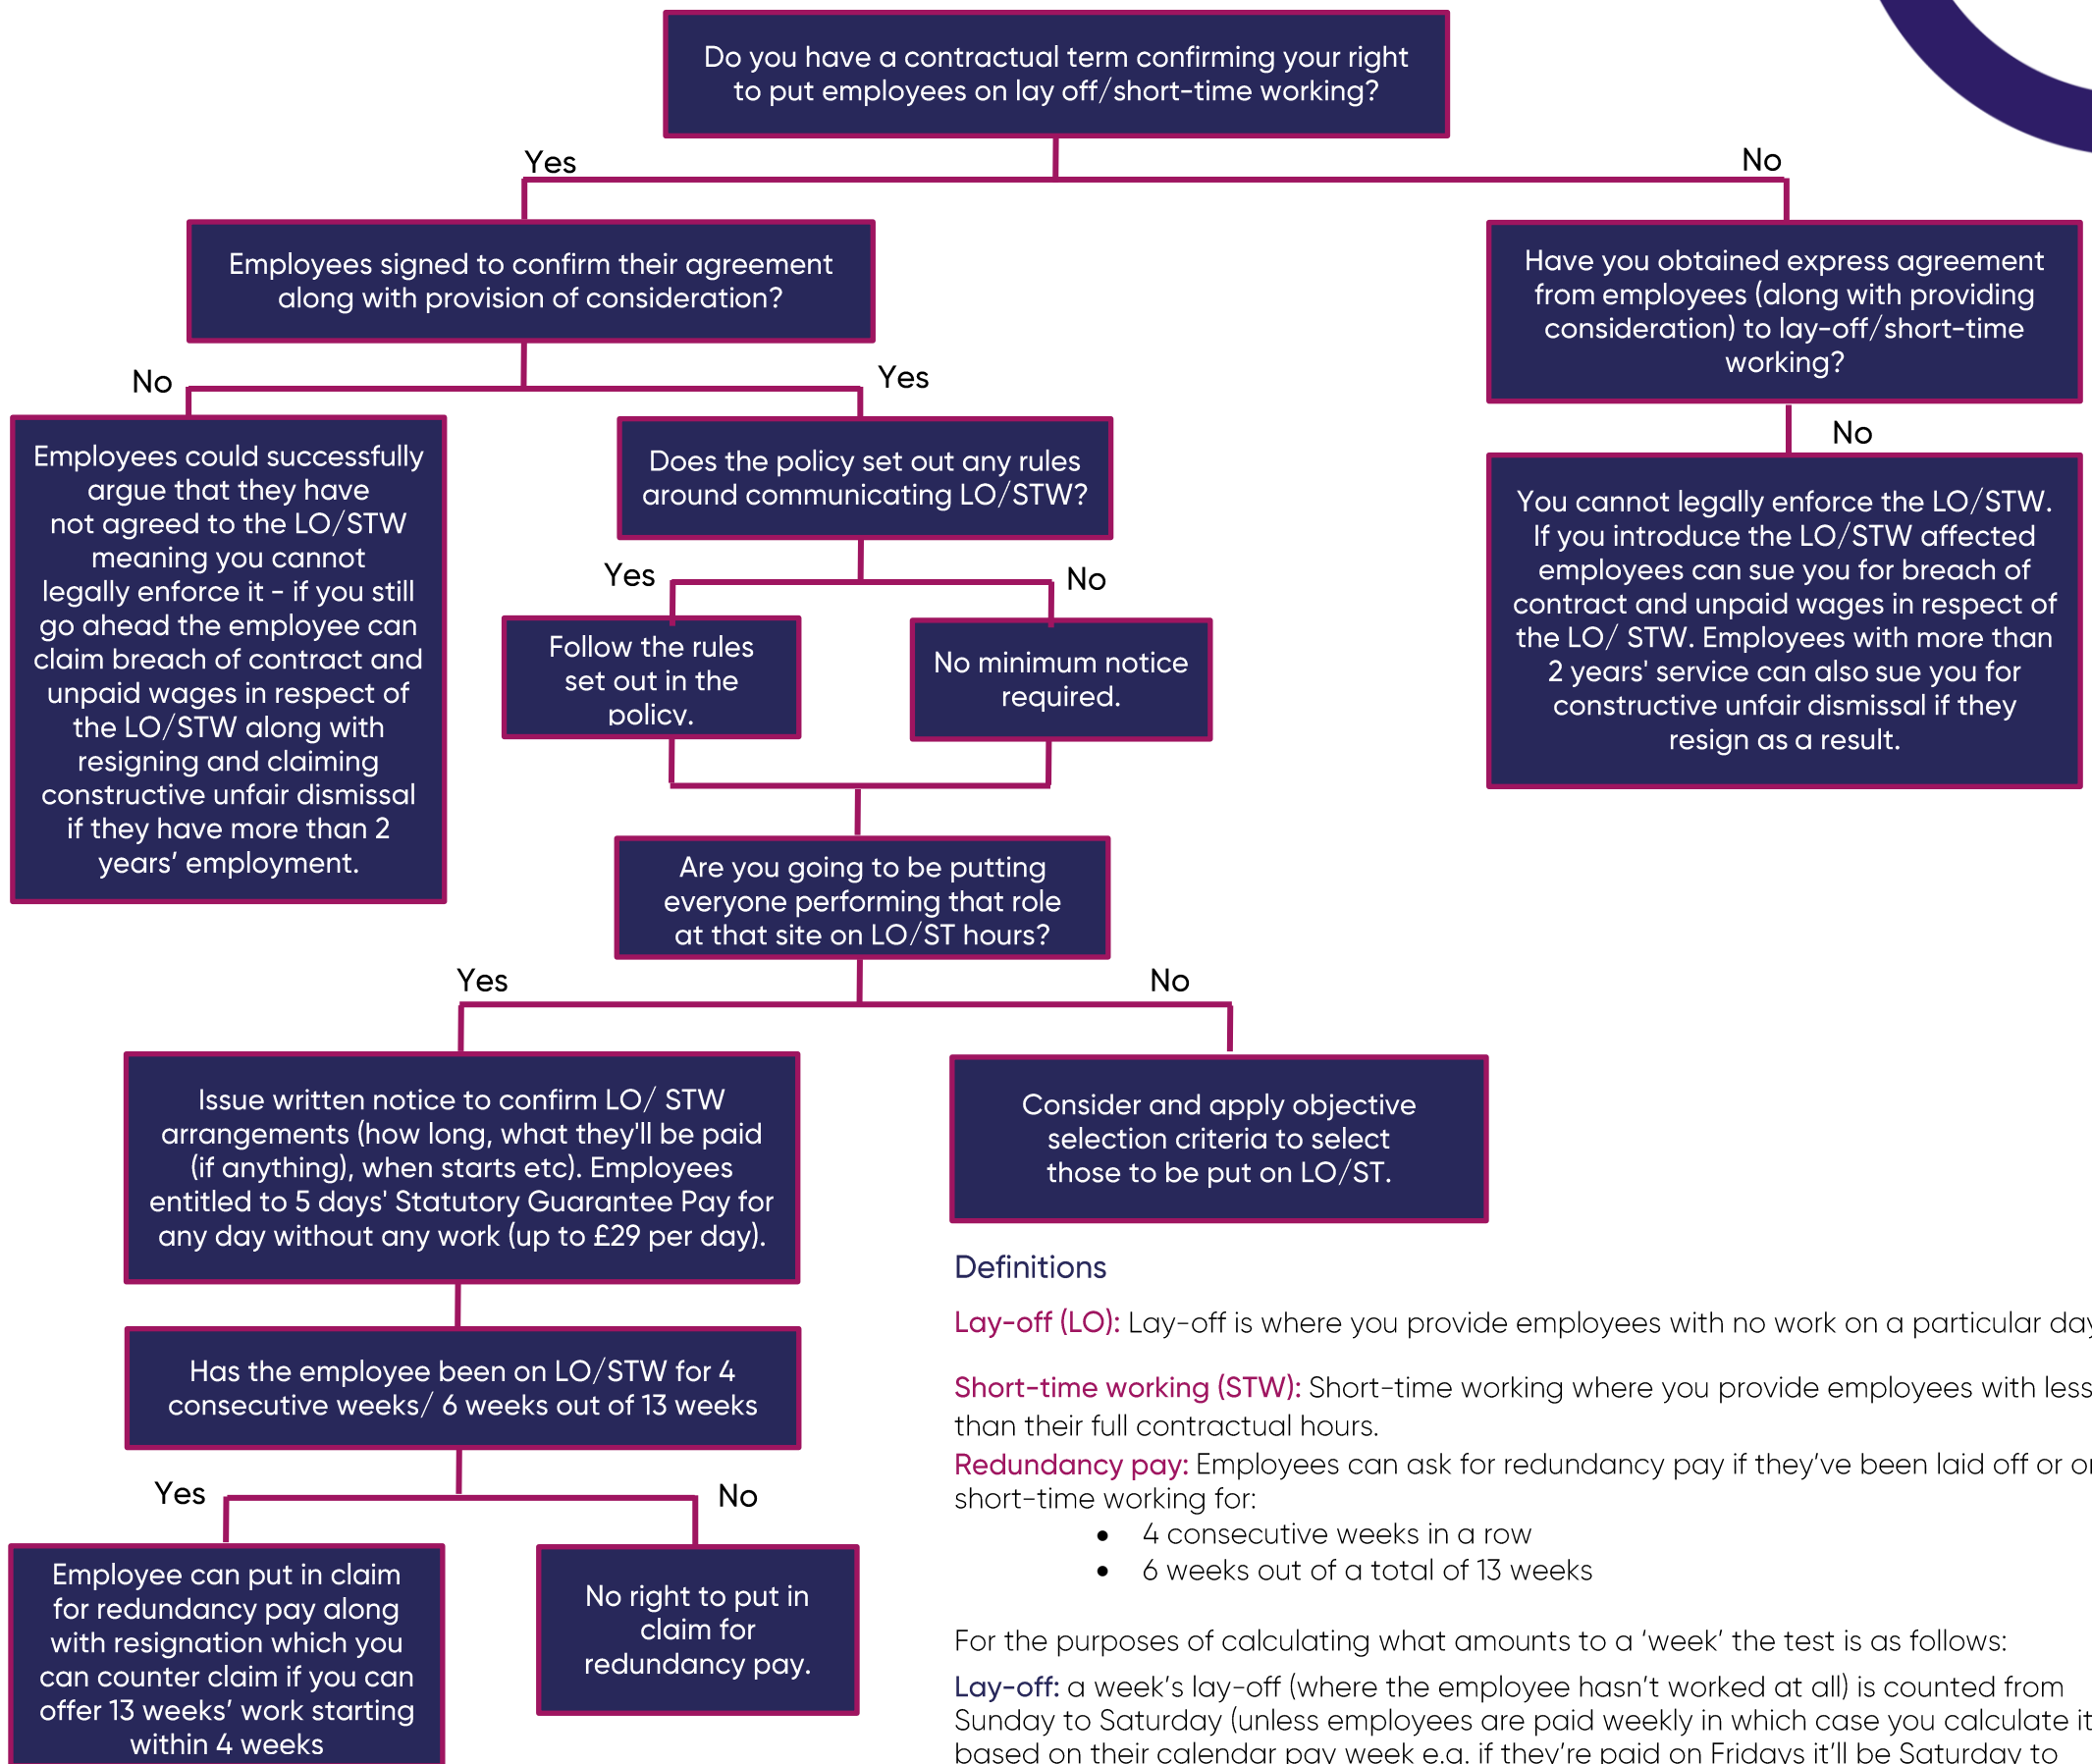 Do you have a contractual term confirming your right
to put employees on lay off/short-time working?
Yes
No
Employees signed to confirm their agreement
along with provision of consideration?
Have you obtained express agreement
from employees (along with providing
consideration) to lay-off/short-time
working?
No
Yes
No
Employees could successfully
argue that they have
not agreed to the LO/STW
meaning you cannot
legally enforce it - if you still
go ahead the employee can
claim breach of contract and
unpaid wages in respect of
the LO/STW along with
resigning and claiming
constructive unfair dismissal
if they have more than 2
years’ employment.
Does the policy set out any rules
around communicating LO/STW?
You cannot legally enforce the LO/STW.
If you introduce the LO/STW affected
employees can sue you for breach of
contract and unpaid wages in respect of
the LO/ STW. Employees with more than
2 years' service can also sue you for
constructive unfair dismissal if they
resign as a result.
Yes
No
Follow the rules
set out in the
policy.
No minimum notice
required.
Are you going to be putting
everyone performing that role
at that site on LO/ST hours?
Yes
No
Issue written notice to confirm LO/ STW
arrangements (how long, what they'll be paid
(if anything), when starts etc). Employees
entitled to 5 days' Statutory Guarantee Pay for
any day without any work (up to £29 per day).
Consider and apply objective
selection criteria to select
those to be put on LO/ST.
Has the employee been on LO/STW for 4
consecutive weeks/ 6 weeks out of 13 weeks
Yes
No
Employee can put in claim
for redundancy pay along
with resignation which you
can counter claim if you can
offer 13 weeks’ work starting
within 4 weeks
No right to put in
claim for
redundancy pay.
Definitions
Lay-off (LO): Lay-off is where you provide employees with no work on a particular day
Short-time working (STW): Short-time working where you provide employees with less
than their full contractual hours.
Redundancy pay: Employees can ask for redundancy pay if they’ve been laid off or on
short-time working for:
• 4 consecutive weeks in a row
• 6 weeks out of a total of 13 weeks
For the purposes of calculating what amounts to a ‘week’ the test is as follows:
Lay-off: a week’s lay-off (where the employee hasn’t worked at all) is counted from
Sunday to Saturday (unless employees are paid weekly in which case you calculate it
based on their calendar pay week e.g. if they’re paid on Fridays it’ll be Saturday to